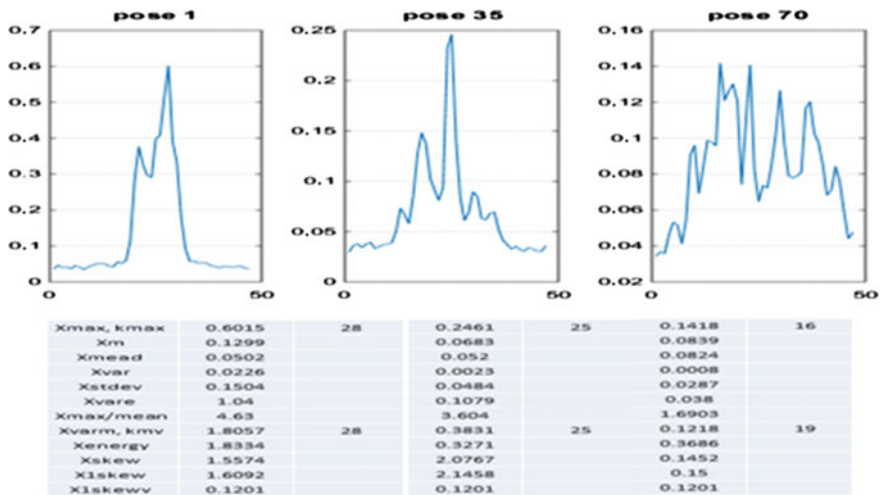 pose 1 pose 35 pose 70
0.7
0.6
0.5
0.4
0.3
0.2
0.1
0
0 50
0.25
0.2
0.15
0.1
0.05
0
0 50
0.16
0.14
0.12
0.1
0.08
0.06
0.04
0.02
0 50
Xmax, kmax 0.6015 28 0.2461 25 0.1418 16
Xm 0.1299 0.0683 0.0839
Xmead 0.0502 0.052 0.0824
Xvar 0.0226 0.0023 0.0008
Xstdev 0.1504 0.0484 0.0287
Xvare 1.04 0.1079 0.038
Xmax/mean 4.63 3.604 1.6903
Xvarm, kmv 1.8057 28 0.3831 25 0.1218 19
Xenergy 1.8334 0.3271 0.3686
Xskew 1.5574 2.0767 0.1452
X1skew 1.6092 2.1458 0.15
X1skewv 0.1201 0.1201 0.1201